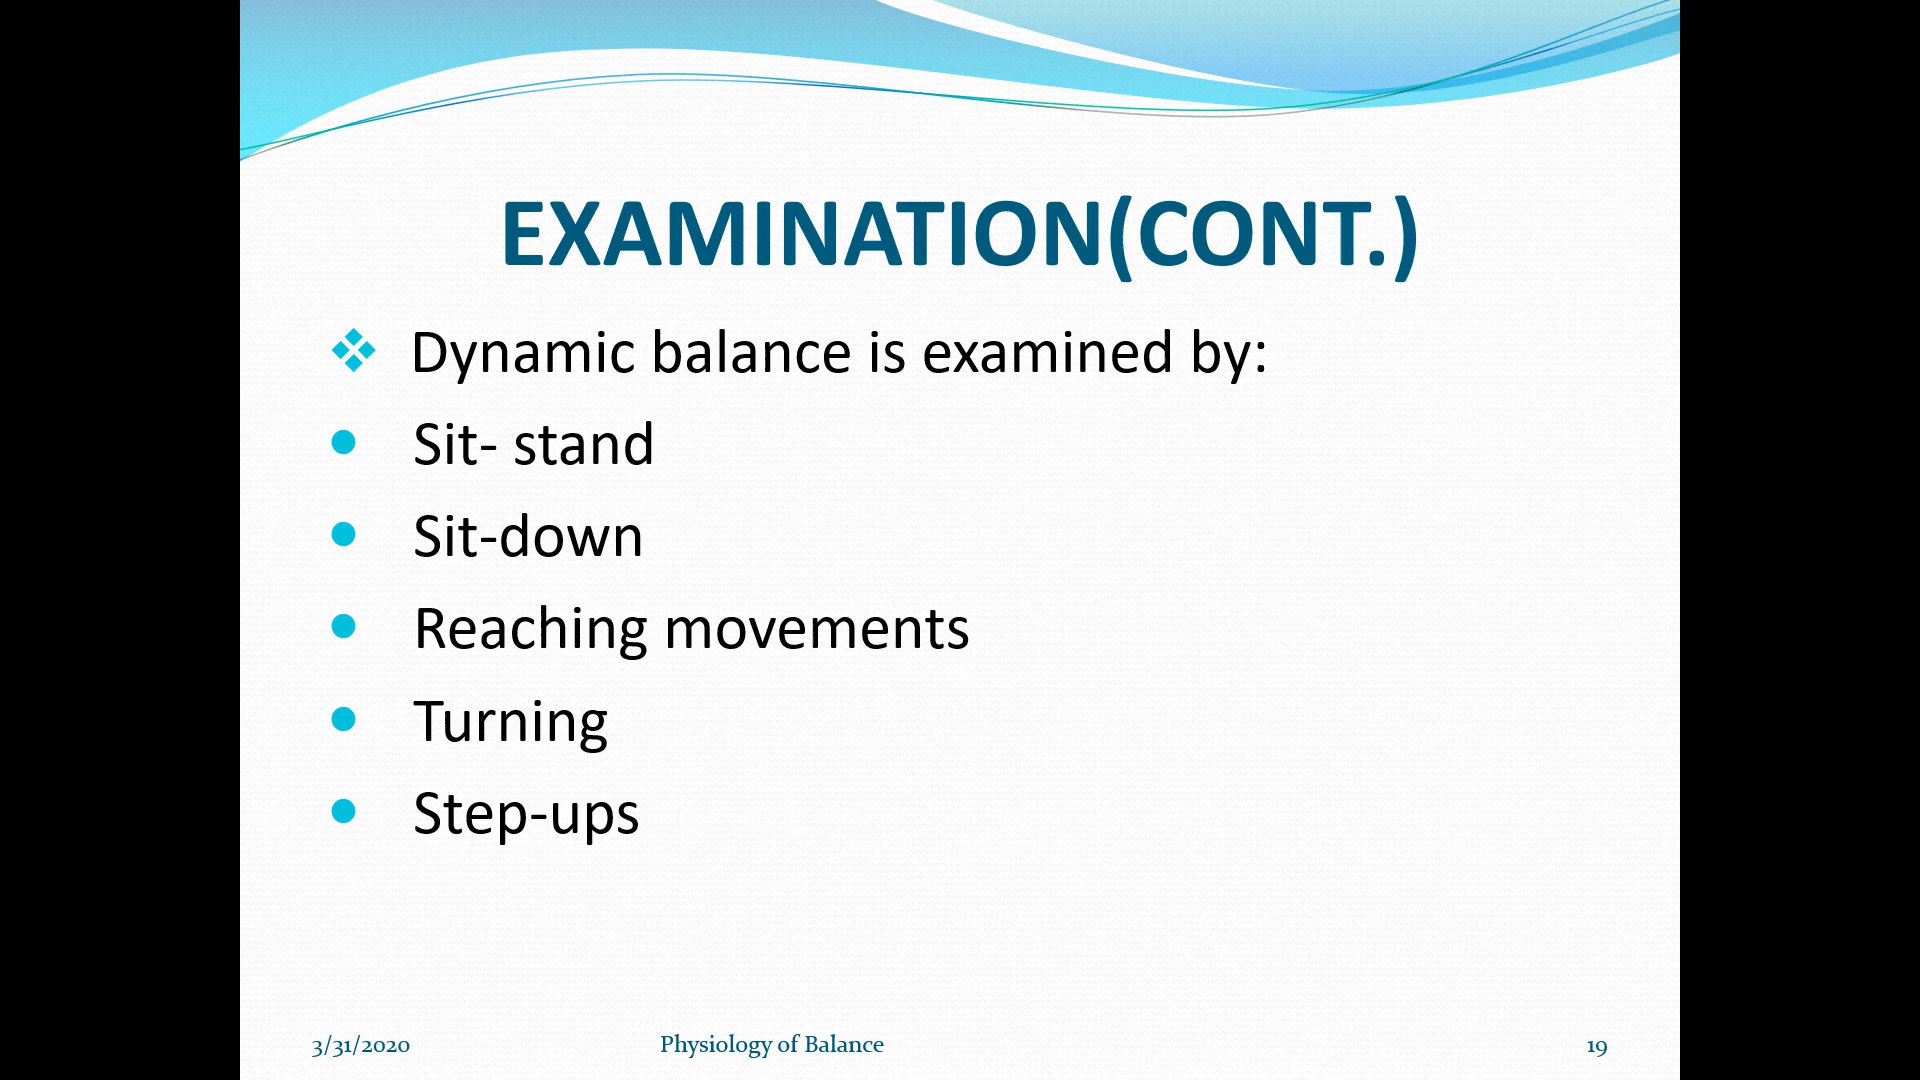 EXAMINATION(CONT.)
Dynamic balance is examined by:
Sit- stand
Sit-down
Reaching movements
Turning
Step-ups
3/31/2020
Physiology of Balance
19